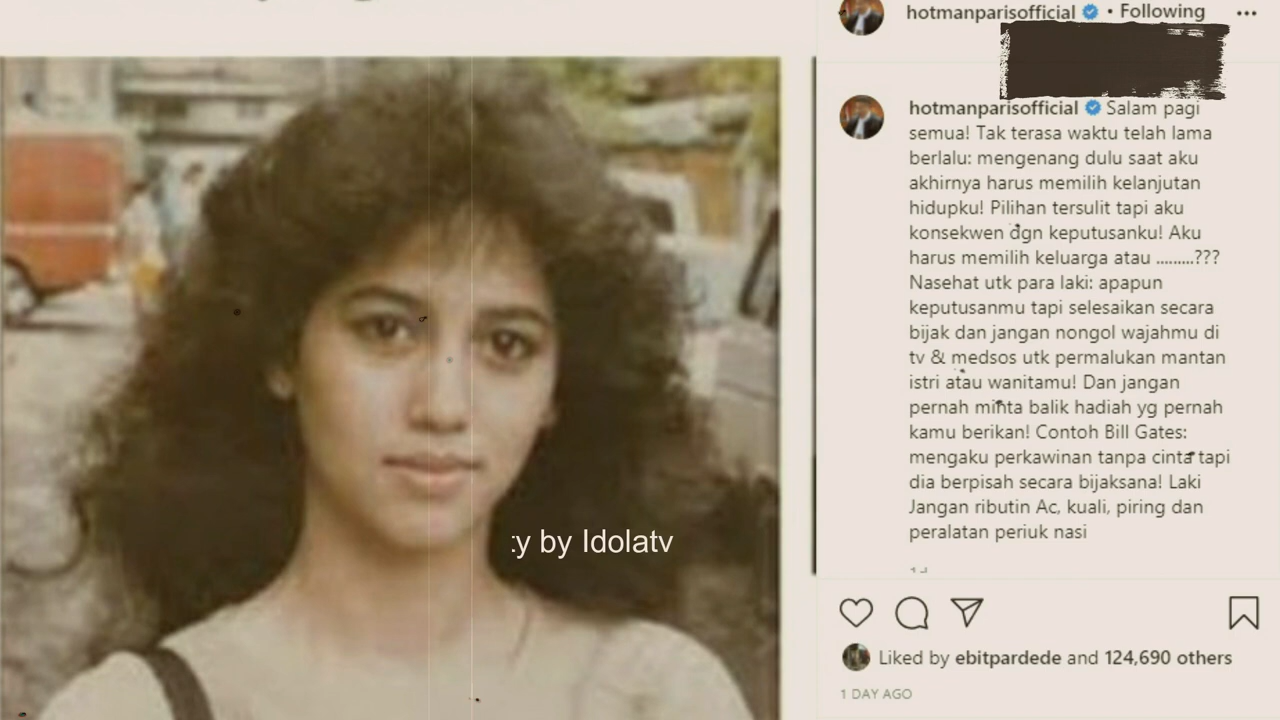 :y by Idolatv
hotmanparisofficial • Following
hotmanparisofficial Salam pagi
semua! Tak terasa waktu telah lama
berlalu: mengenang dulu saat aku
akhirnya harus memilih kelanjutan
hidupku! Pilihan tersulit tapi aku
konsekwen dgn keputusanku! Aku
harus memilih keluarga atau .........???
Nasehat utk para laki: apapun
keputusanmu tapi selesaikan secara
bijak dan jangan nongol wajahmu di
tv & medsos utk permalukan mantan
istri atau wanitamu! Dan jangan
pernah minta balik hadiah yg pernah
kamu berikan! Contoh Bill Gates:
mengaku perkawinan tanpa cinta tapi
dia berpisah secara bijaksana! Laki
Jangan ributin Ac, kuali, piring dan
peralatan periuk nasi
1d
Liked by ebitpardede and 124,690 others
1 DAY AGO